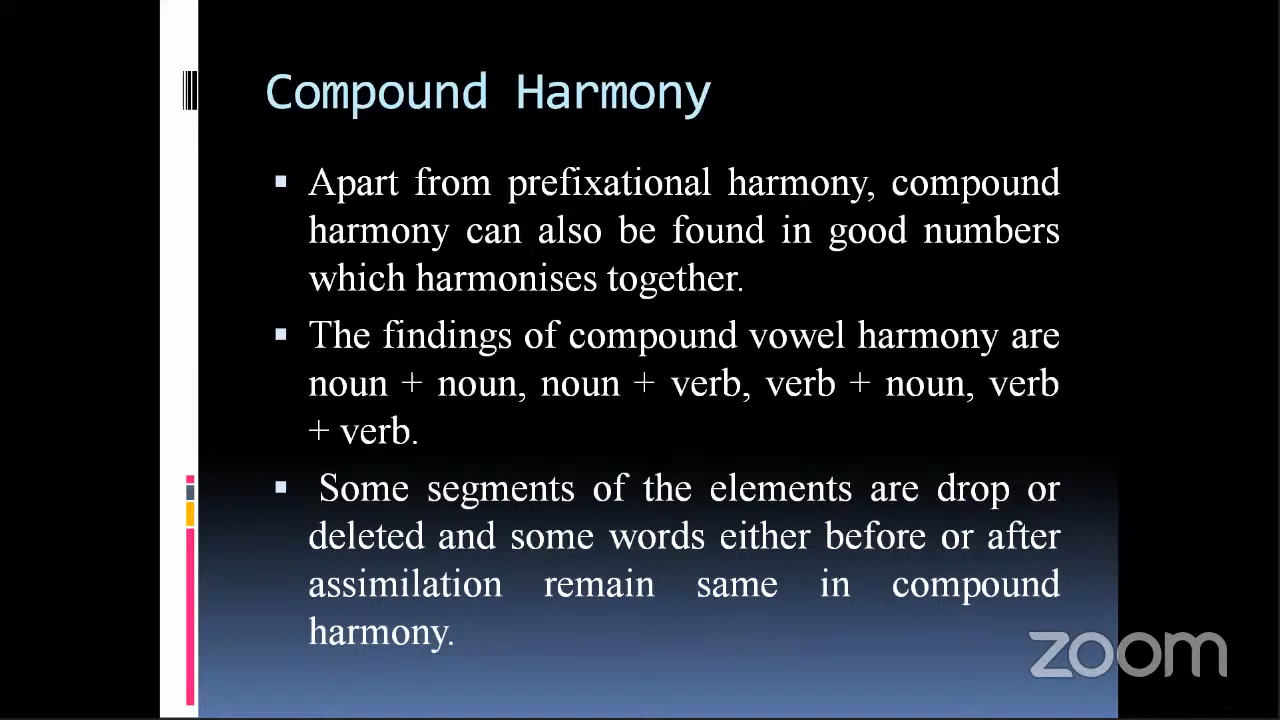 Compound Harmony
▪ Apart from prefixational harmony, compound
harmony can also be found in good numbers
which harmonises together.
▪ The findings of compound vowel harmony are
noun + noun, noun + verb, verb + noun, verb
+ verb.
▪ Some segments of the elements are drop or
deleted and some words either before or after
assimilation remain same in compound
harmony.
zoom